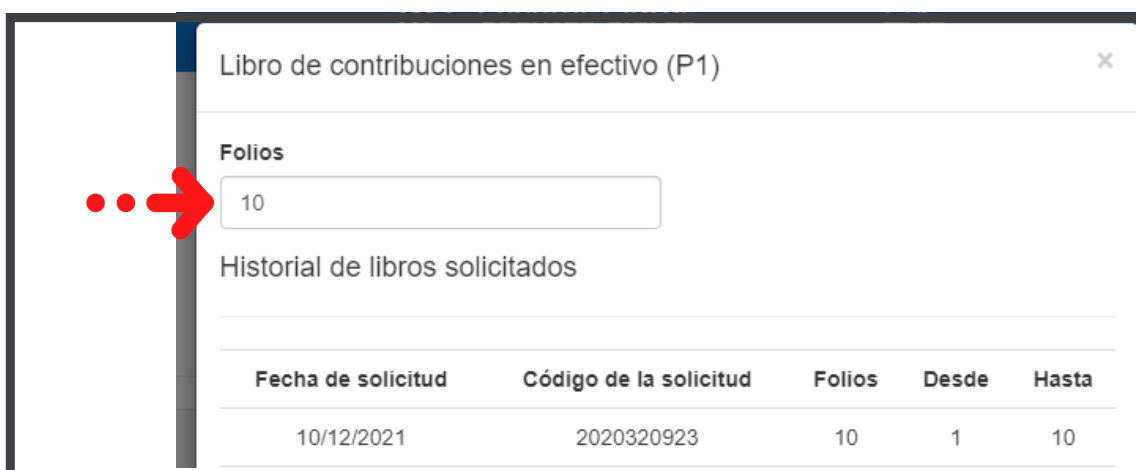 Libro de contribuciones en efectivo (P1) ×
Folios
10
Historial de libros solicitados
Fecha de solicitud Código de la solicitud Folios Desde Hasta
10/12/2021 2020320923 10 1 10